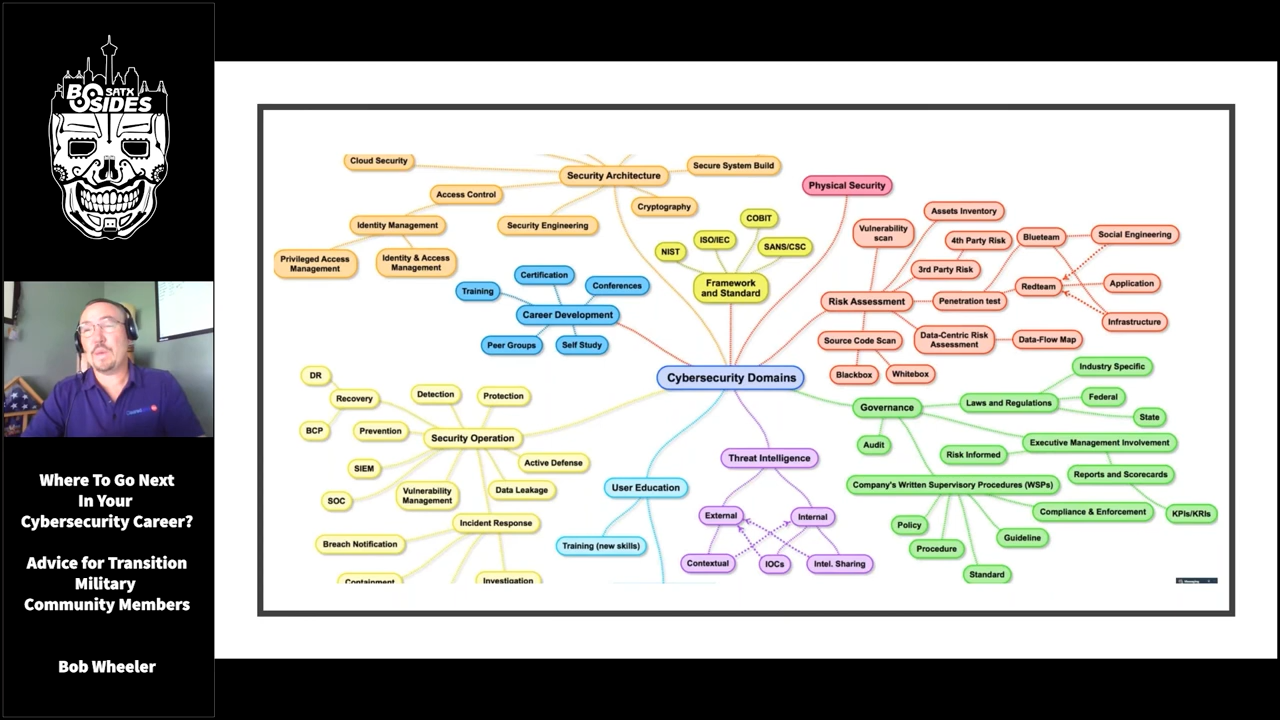 BSIDES
SATX
Where To Go Next
In Your
Cybersecurity Career?
Advice for Transition
Military
Community Members
Bob Wheeler
Cloud Security
Security Architecture
Secure System Build
Access Control
Cryptography
Identity Management
Security Engineering
Privileged Access
Management
Identity & Access
Management
Physical Security
COBIT
ISO/IEC
NIST
SANS/CSC
Framework
and Standard
Certification
Training
Conferences
Career Development
Peer Groups
Self Study
Assets Inventory
Vulnerability
scan
4th Party Risk
Blueteam
Social Engineering
3rd Party Risk
Risk Assessment
Penetration test
Redteam
Application
Infrastructure
Source Code Scan
Data-Centric Risk
Assessment
Data-Flow Map
Blackbox
Whitebox
Cybersecurity Domains
DR
Recovery
Detection
Protection
BCP
Prevention
Security Operation
SIEM
Active Defense
SOC
Vulnerability
Management
Data Leakage
Incident Response
Breach Notification
Containment
Investigation
User Education
Training (new skills)
Threat Intelligence
External
Internal
Contextual
IOCs
Intel. Sharing
Industry Specific
Governance
Laws and Regulations
Federal
State
Audit
Executive Management Involvement
Risk Informed
Reports and Scorecards
Company's Written Supervisory Procedures (WSPs)
Compliance & Enforcement
KPIs/KRIs
Policy
Guideline
Procedure
Standard